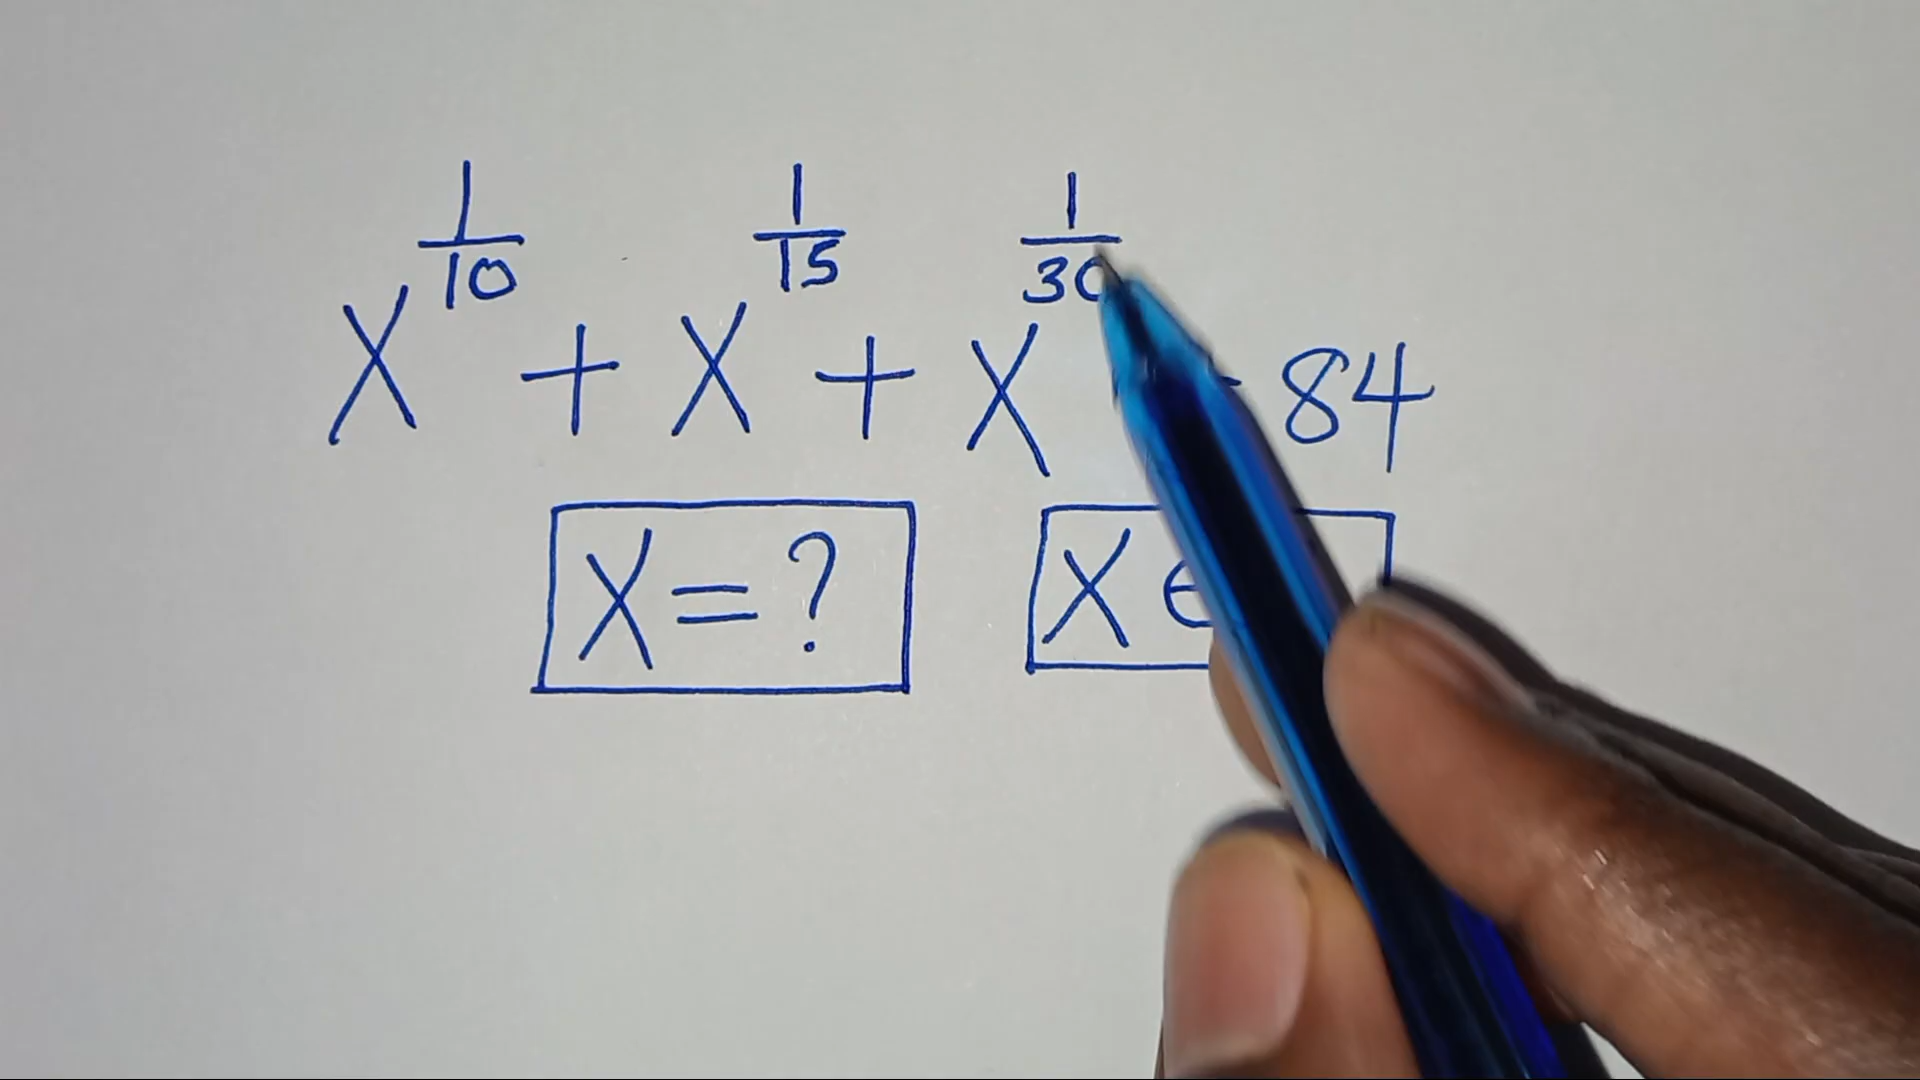 X^(1/10) + X^(1/15) + X^(1/30) = 84
X = ? X ∈